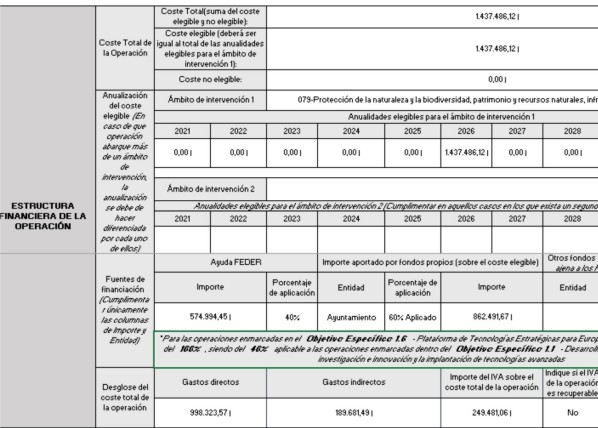 Coste Total(suma del coste
elegible y no elegible):
1.437.486,12 |
Coste Total de
la Operación
Coste elegible (deberá ser
igual al total de las anualidades
elegibles para el ámbito de
intervención 1):
1.437.486,12 |
Coste no elegible:
0,00 |
ESTRUCTURA
FINANCIERA DE LA
OPERACIÓN
Anualización
del coste
elegible (En
caso de que
operación
abarque más
de un ámbito
de
intervención,
la
anualización
se debe de
hacer
diferenciada
por cada uno
de ellos)
Ámbito de intervención 1
079-Protección de la naturaleza y la biodiversidad, patrimonio y recursos naturales,
Anualidades elegibles para el ámbito de intervención 1
2021 2022 2023 2024 2025 2026 2027 2028
0,00 | 0,00 | 0,00 | 0,00 | 0,00 | 1.437.486,12 | 0,00 | 0,00 |
Ámbito de intervención 2
Anualidades elegibles para el ámbito de intervención 2 (Cumplimentar en aquellos casos en los que exista un segundo
2021 2022 2023 2024 2025 2026 2027 2028
Fuentes de
financiación
(Cumplimenta
r únicamente
las columnas
de Importe y
Entidad)
Ayuda FEDER
Importe aportado por fondos propios (sobre el coste elegible)
Otros fondos
ajena a los
Importe
Porcentaje
de aplicación
Entidad
Porcentaje de
aplicación
Importe
Entidad
574.994,45 | 40% Ayuntamiento 60% Aplicado 862.491,67 |
*Para las operaciones enmarcadas en el Objetivo Específico 1.6 - Plataforma de Tecnologías Estratégicas para
del 100% , siendo del 40% aplicable a las operaciones enmarcadas dentro del Objetivo Específico 1.1 -
investigación e innovación y la implantación de tecnologías avanzadas
Desglose del
coste total de
la operación
Gastos directos
Gastos indirectos
Importe del IVA sobre el
coste total de la operación
Indique si el IVA
de la operación
es recuperable
998.323,57 | 189.681,49 | 249.481,06 | No